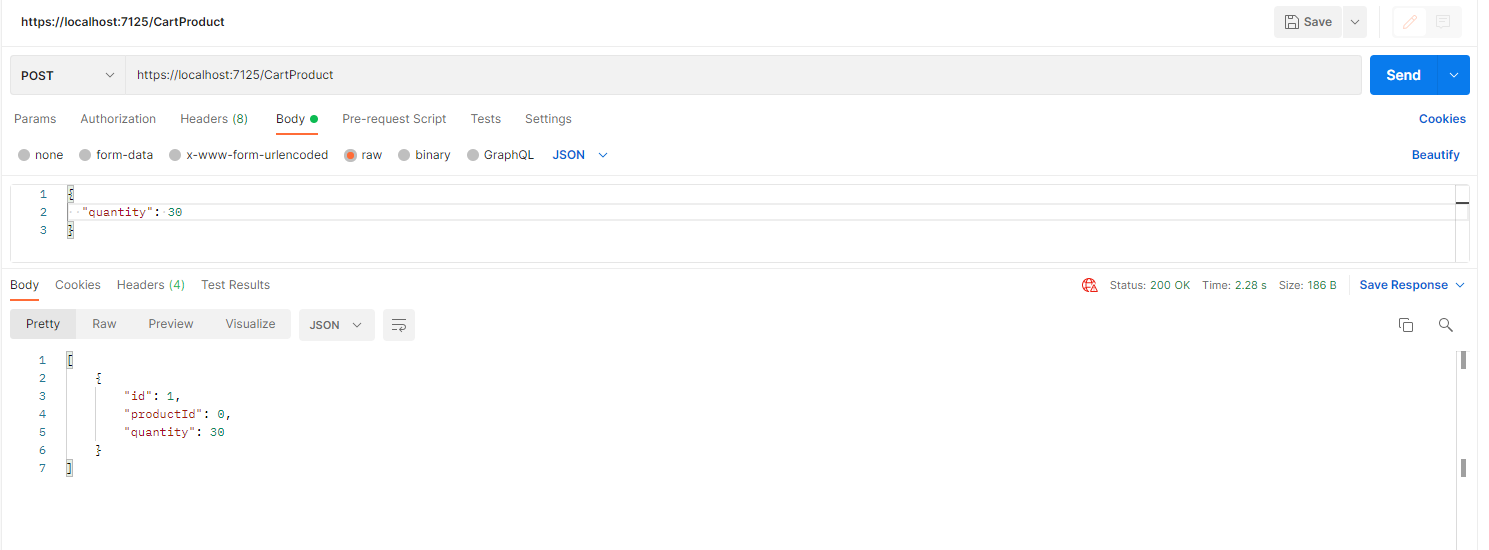 https://localhost:7125/CartProduct Save
POST https://localhost:7125/CartProduct Send
Params Authorization Headers (8) Body Pre-request Script Tests Settings Cookies
none form-data x-www-form-urlencoded raw binary GraphQL JSON Beautify
1 {
2 "quantity": 30
3 }
Body Cookies Headers (4) Test Results Status: 200 OK Time: 2.28 s Size: 186 B Save Response
Pretty Raw Preview Visualize JSON
1 [
2 {
3 "id": 1,
4 "productId": 0,
5 "quantity": 30
6 }
7 ]